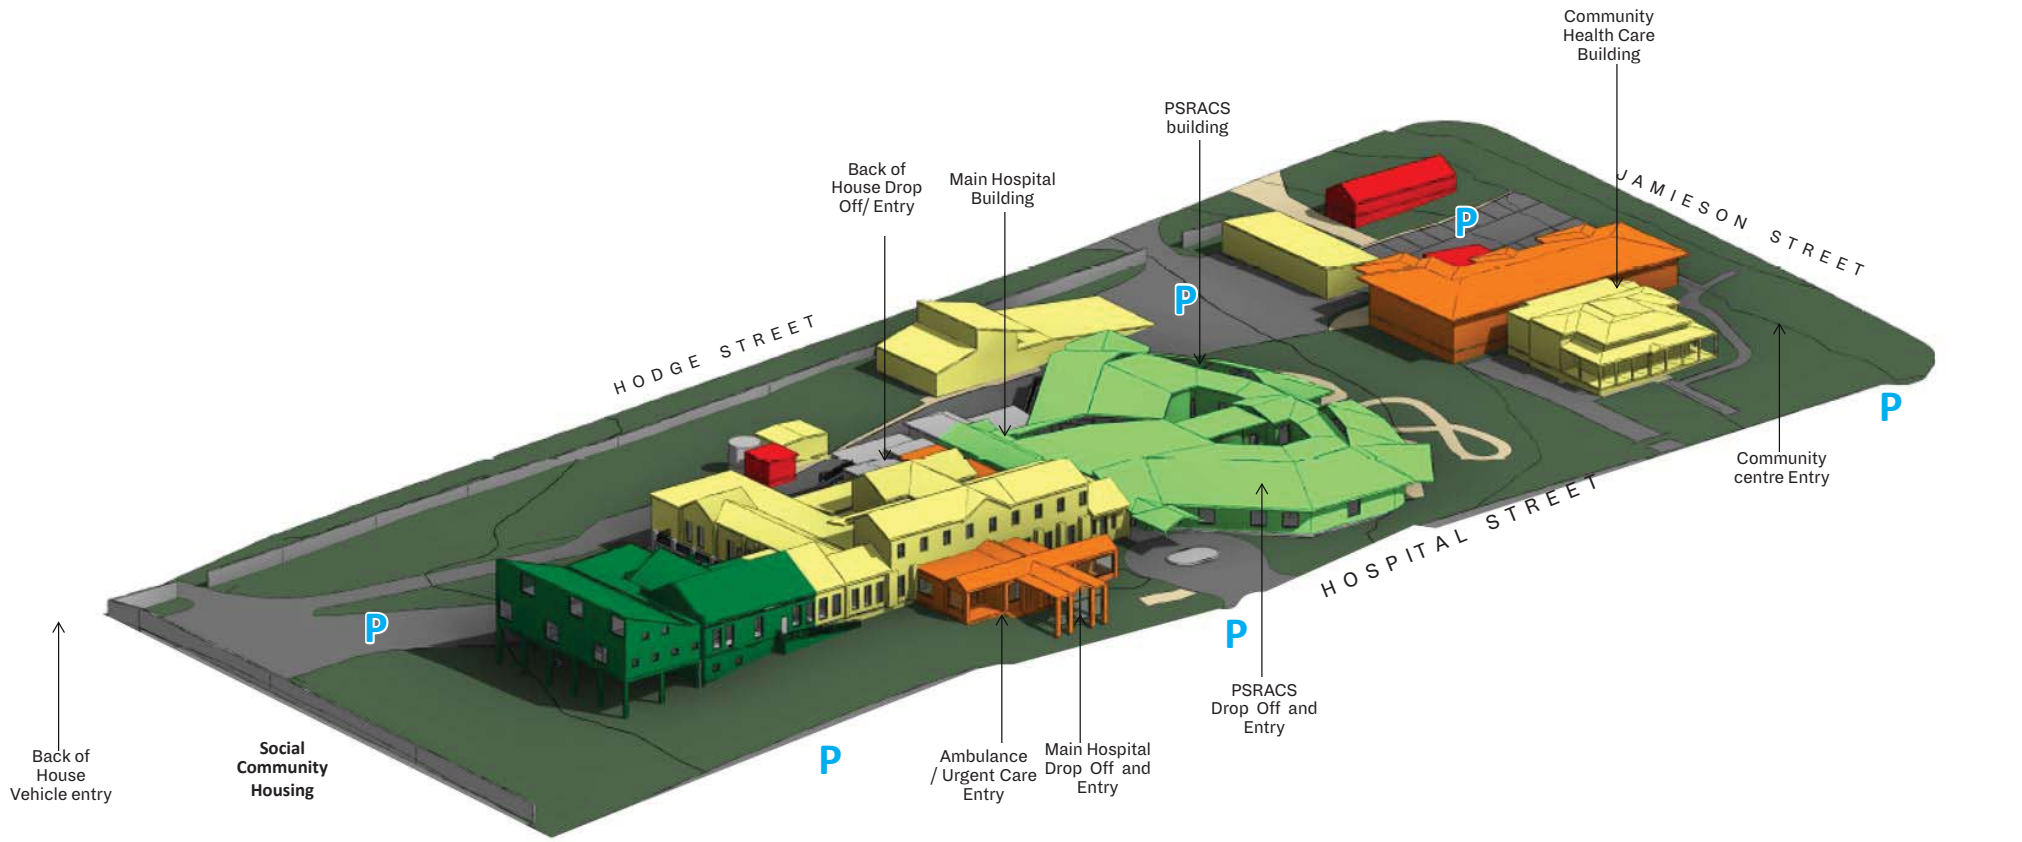 Community
Health Care
Building
PSRACS
building
Back of
House Drop
Off/ Entry
Main Hospital
Building
JAMIESON STREET
P
P
HODGE STREET
P
Community
centre Entry
HOSPITAL STREET
P
P
PSRACS
Drop Off and
Entry
Back of
House
Vehicle entry
Social
Community
Housing
P
Ambulance
/ Urgent Care
Entry
Main Hospital
Drop Off and
Entry